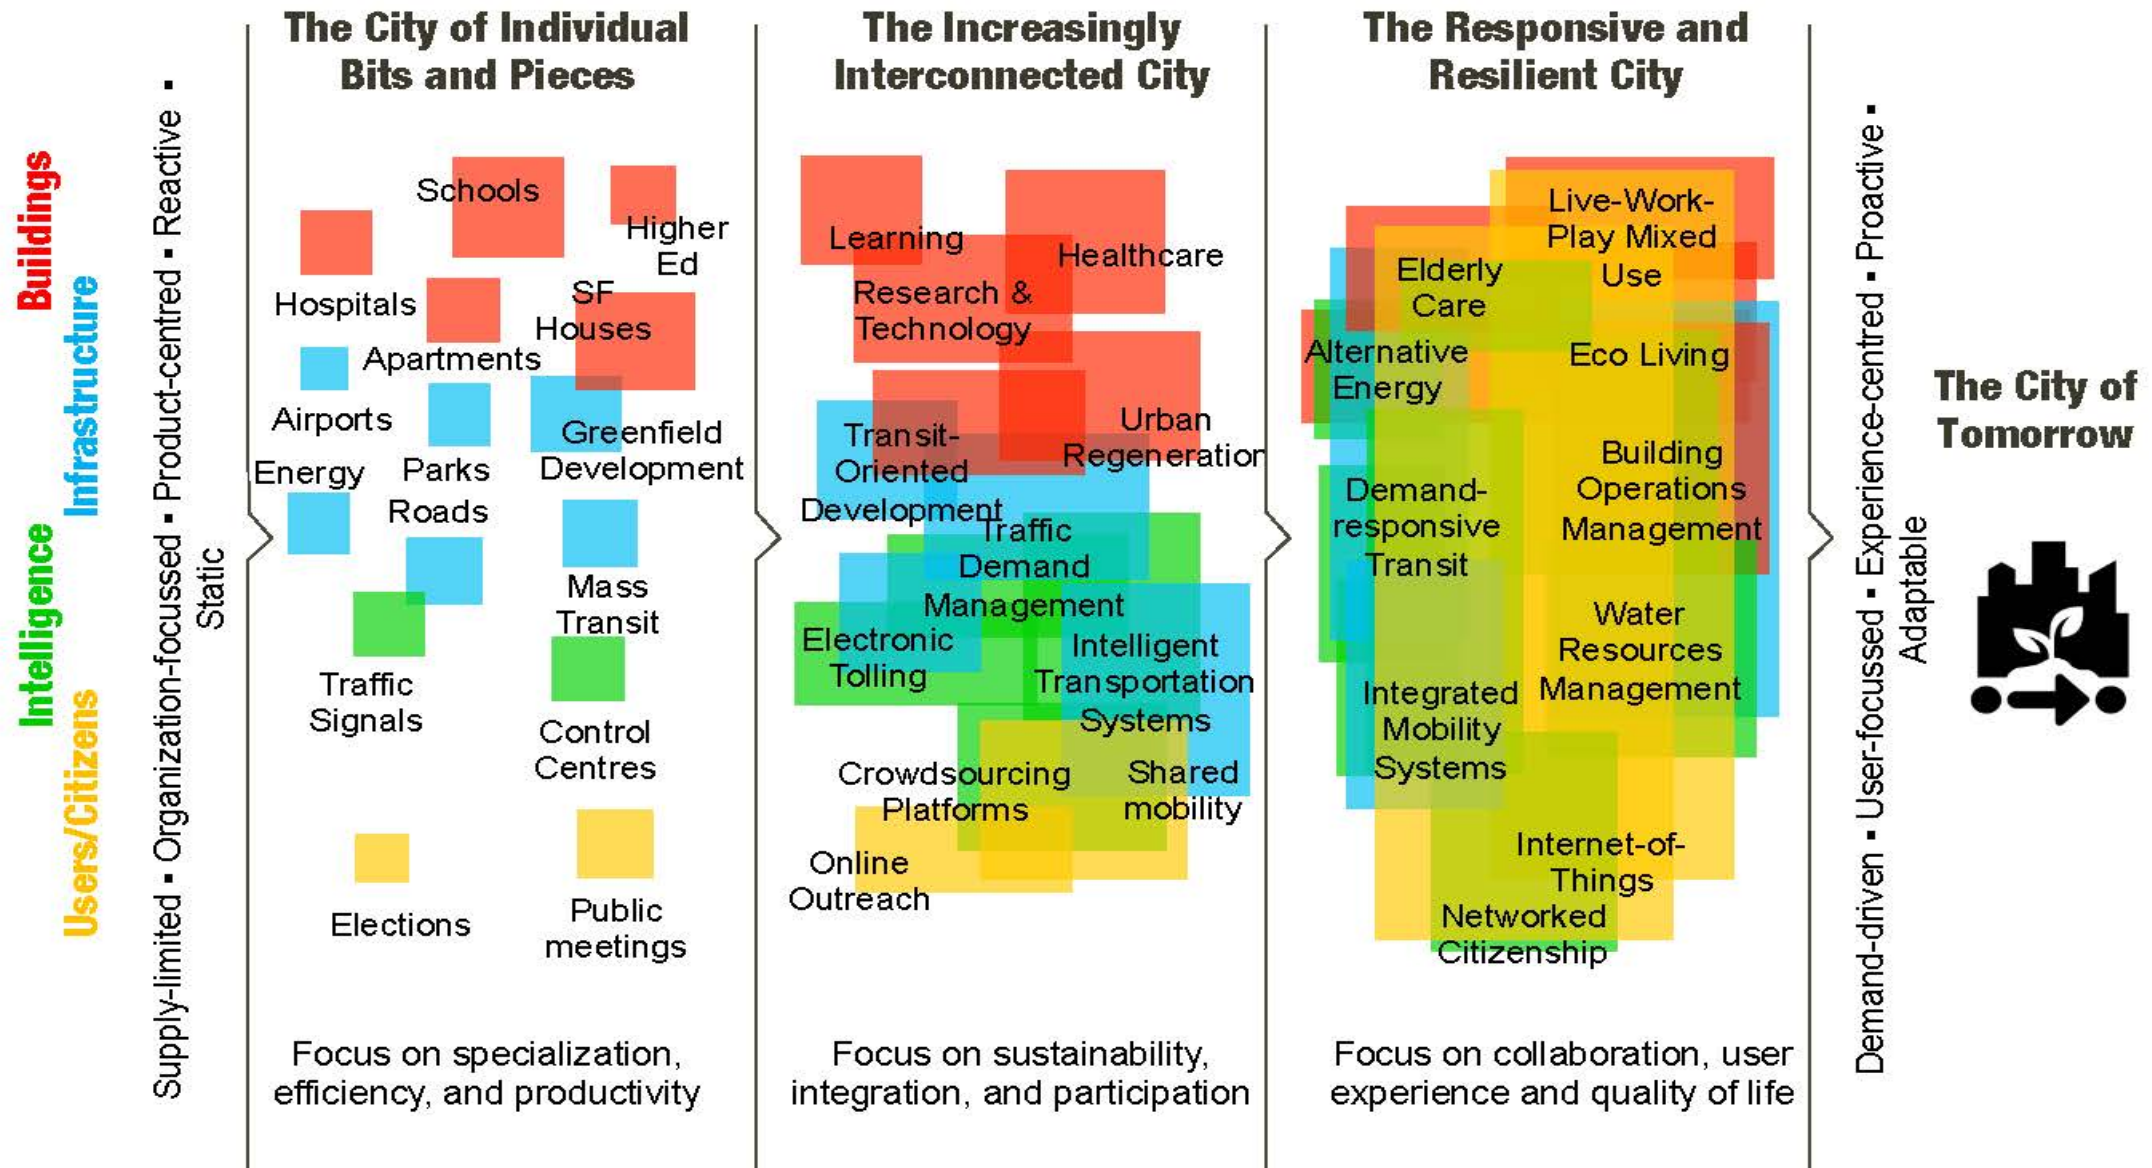 Buildings
Infrastructure
Intelligence
Users/Citizens
Supply-limited ▪ Organization-focussed ▪ Product-centred ▪ Reactive ▪
Static
The City of Individual
Bits and Pieces
Schools
Higher
Ed
Hospitals
SF
Houses
Apartments
Airports
Greenfield
Development
Energy
Parks
Roads
Mass
Transit
Traffic
Signals
Control
Centres
Elections
Public
meetings
Focus on specialization,
efficiency, and productivity
The Increasingly
Interconnected City
Learning
Healthcare
Research &
Technology
Urban
Regeneration
Transit-
Oriented
Development
Traffic
Demand
Management
Electronic
Tolling
Intelligent
Transportation
Systems
Crowdsourcing
Platforms
Shared
mobility
Online
Outreach
Focus on sustainability,
integration, and participation
The Responsive and
Resilient City
Live-Work-
Play Mixed
Use
Elderly
Care
Alternative
Energy
Eco Living
Building
Operations
Management
Demand-
responsive
Transit
Water
Resources
Management
Integrated
Mobility
Systems
Internet-of-
Things
Networked
Citizenship
Focus on collaboration, user
experience and quality of life
Demand-driven ▪ User-focussed ▪ Experience-centred ▪ Proactive ▪
Adaptable
The City of
Tomorrow